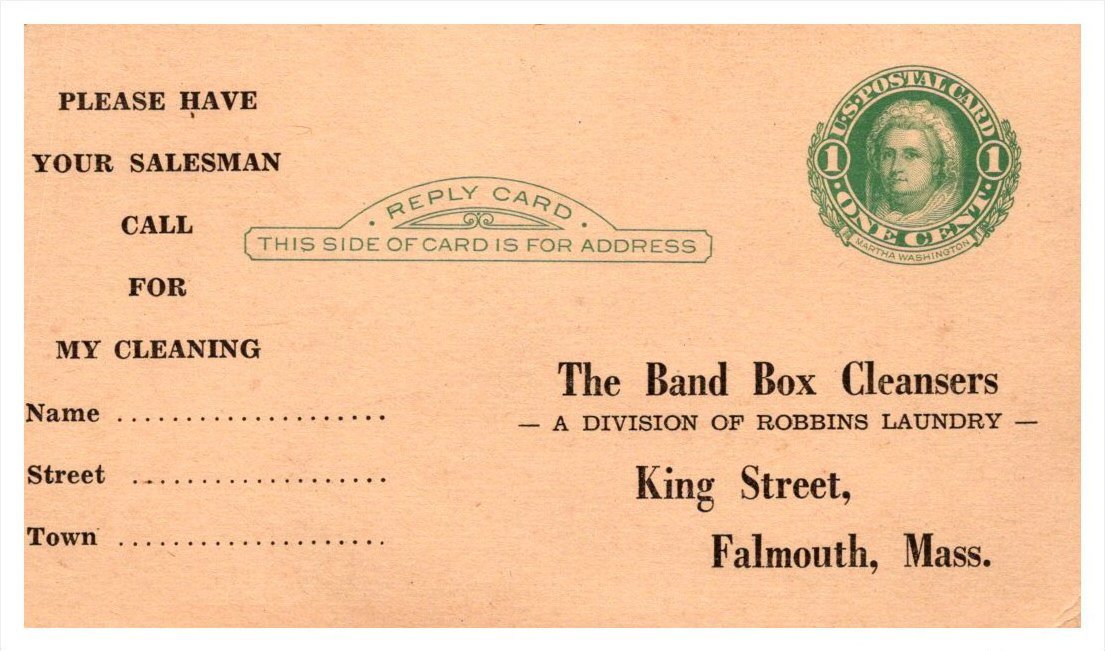 PLEASE HAVE
YOUR SALESMAN
CALL
FOR
MY CLEANING
Name ....................
Street ...................
Town ....................
REPLY CARD
THIS SIDE OF CARD IS FOR ADDRESS
U·S·POSTAL CARD
1 1
·ONE CENT·
MARTHA WASHINGTON
The Band Box Cleansers
— A DIVISION OF ROBBINS LAUNDRY —
King Street,
Falmouth, Mass.